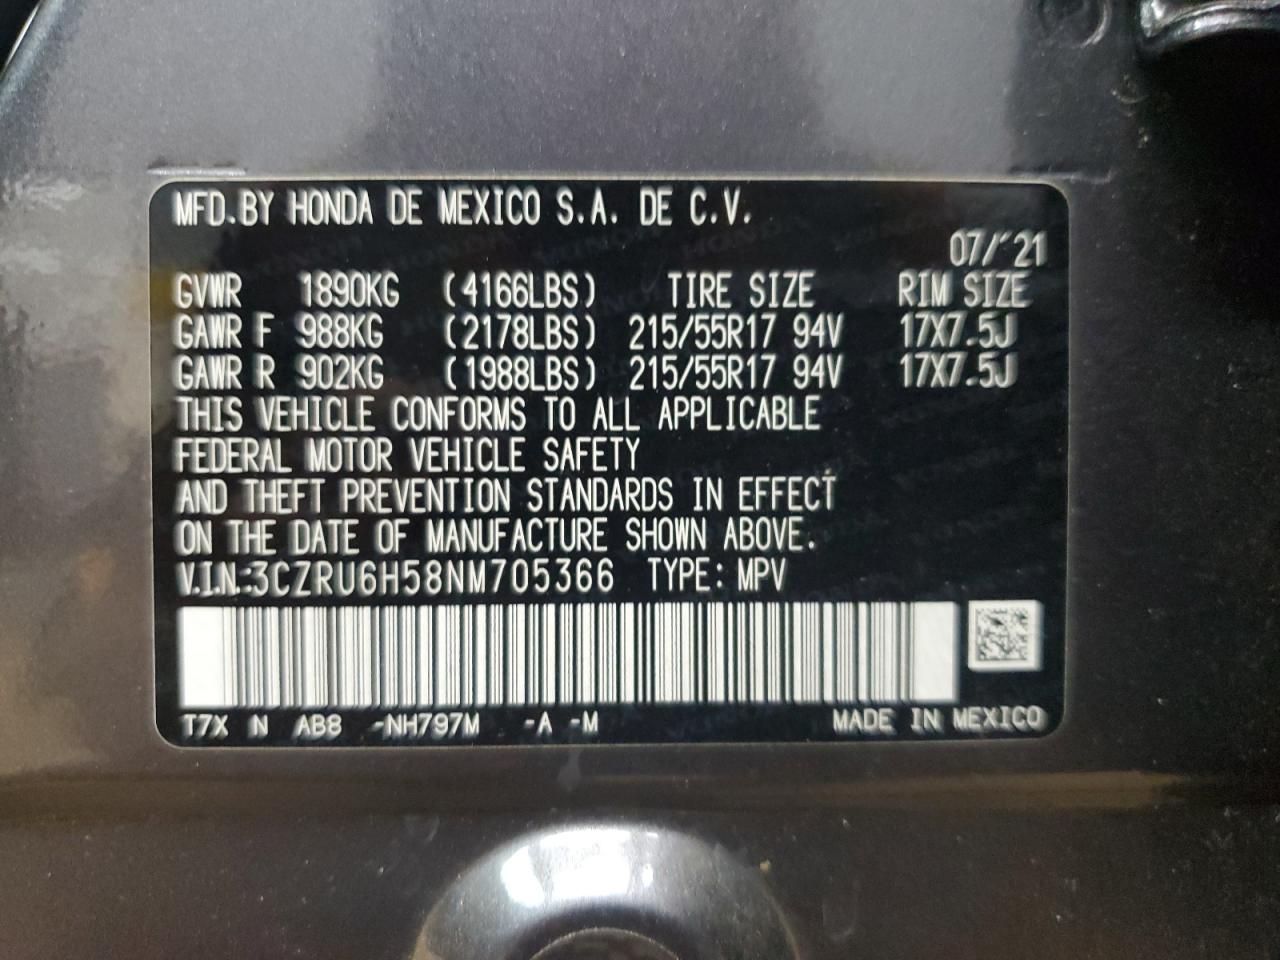 MFD.BY HONDA DE MEXICO S.A. DE C.V.
07/'21
GVWR 1890KG (4166LBS) TIRE SIZE RIM SIZE
GAWR F 988KG (2178LBS) 215/55R17 94V 17X7.5J
GAWR R 902KG (1988LBS) 215/55R17 94V 17X7.5J
THIS VEHICLE CONFORMS TO ALL APPLICABLE
FEDERAL MOTOR VEHICLE SAFETY
AND THEFT PREVENTION STANDARDS IN EFFECT
ON THE DATE OF MANUFACTURE SHOWN ABOVE.
V.I.N.:3CZRU6H58NM705366 TYPE: MPV
T7X N AB8 -NH797M -A -M MADE IN MEXICO